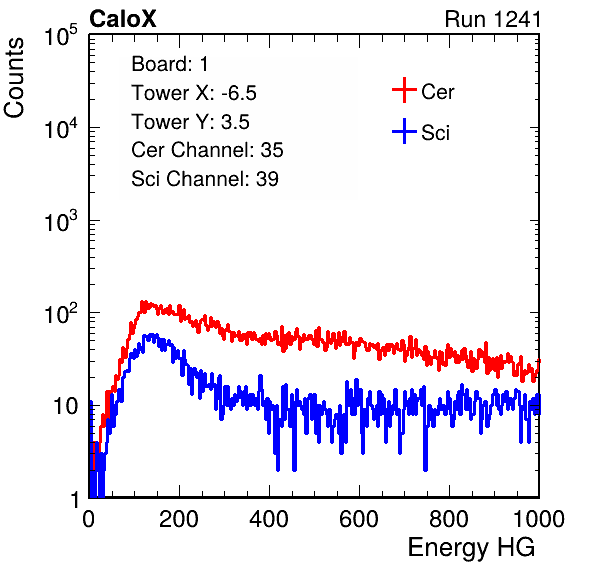 CaloX Run 1241
Counts
10^5
10^4
10^3
10^2
10
1
Board: 1
Tower X: -6.5
Tower Y: 3.5
Cer Channel: 35
Sci Channel: 39
Cer
Sci
0 200 400 600 800 1000
Energy HG